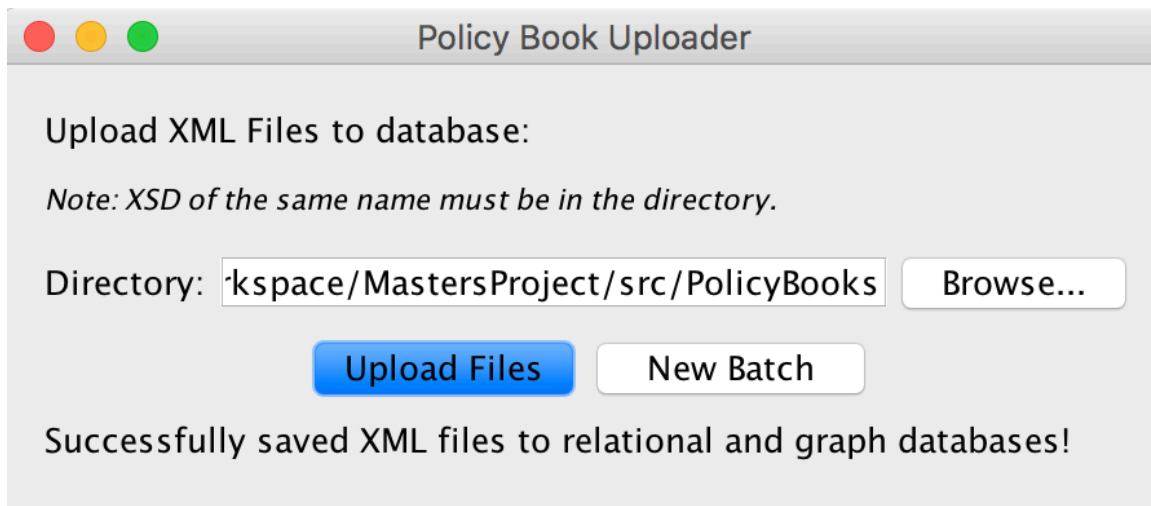 Policy Book Uploader
Upload XML Files to database:
Note: XSD of the same name must be in the directory.
Directory: rkspace/MastersProject/src/PolicyBooks Browse...
Upload Files New Batch
Successfully saved XML files to relational and graph databases!